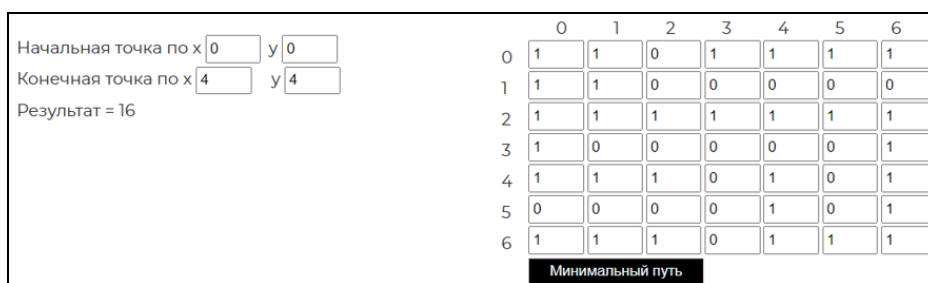 0 1 2 3 4 5 6
Начальная точка по x 0 y 0
0 1 1 0 1 1 1 1
Конечная точка по x 4 y 4
1 1 1 0 0 0 0 0
Результат = 16
2 1 1 1 1 1 1 1
3 1 0 0 0 0 0 1
4 1 1 1 0 1 0 1
5 0 0 0 0 1 0 1
6 1 1 1 0 1 1 1
Минимальный путь